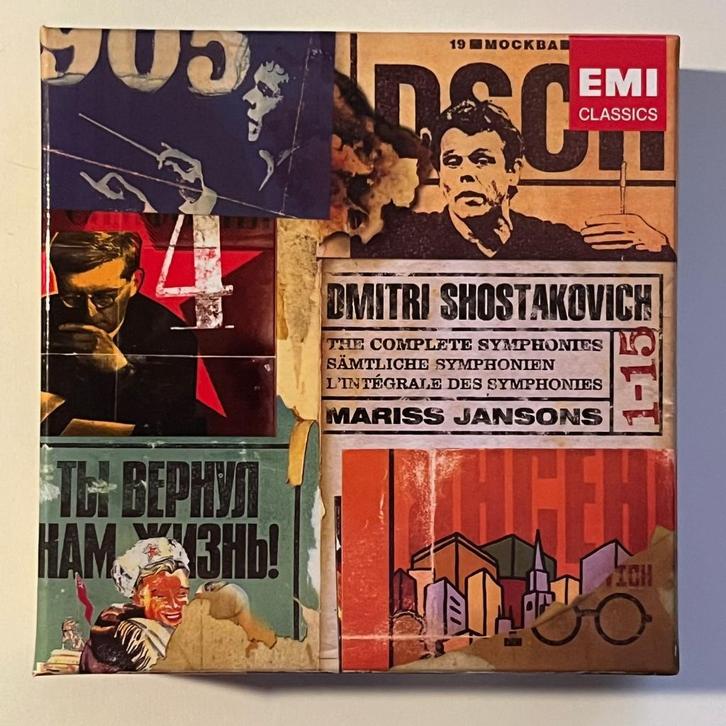 905
19 МОСКВА
DSCH
EMI
CLASSICS
4
DMITRI SHOSTAKOVICH
THE COMPLETE SYMPHONIES
SÄMTLICHE SYMPHONIEN
L'INTÉGRALE DES SYMPHONIES
1-15
MARISS JANSONS
ТЫ ВЕРНУЛ
НАМ ЖИЗНЬ!
VICH